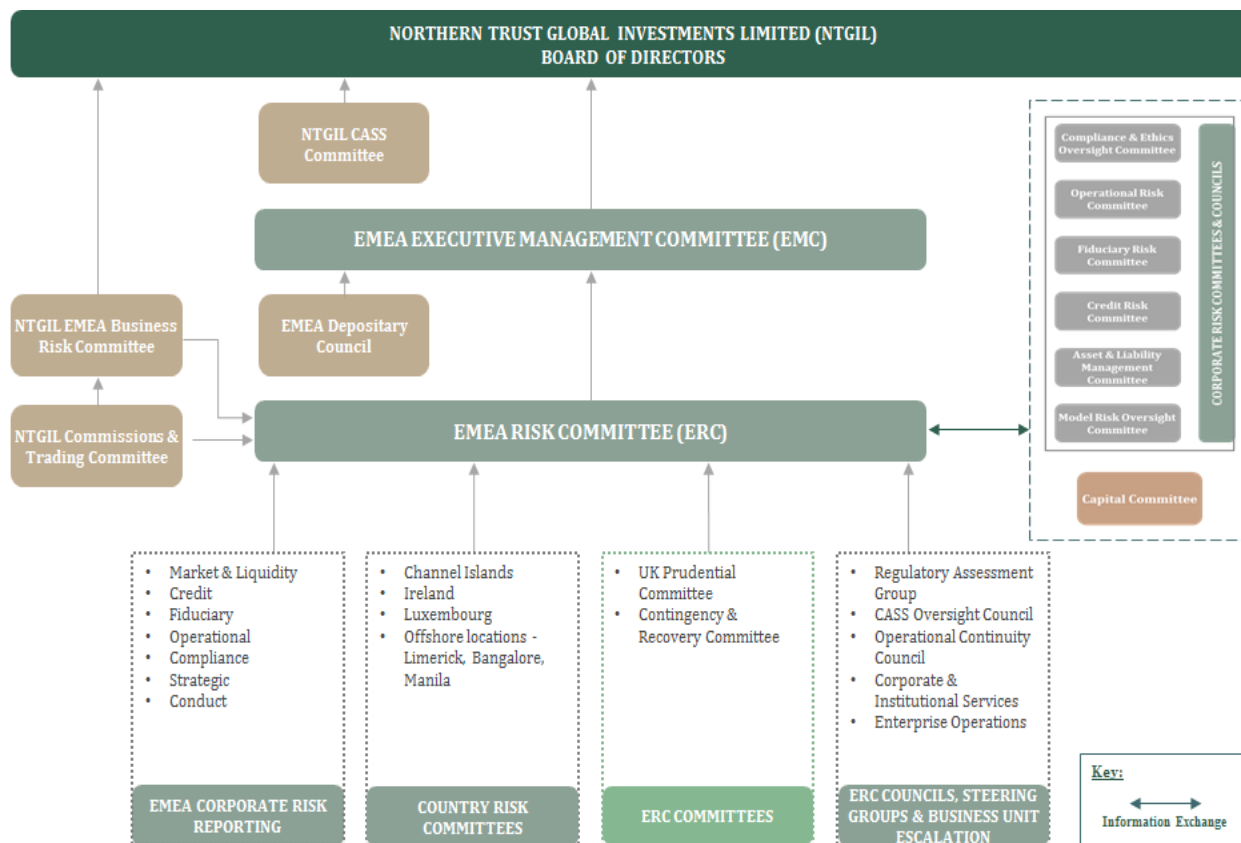 NORTHERN TRUST GLOBAL INVESTMENTS LIMITED (NTGIL)
BOARD OF DIRECTORS
NTGIL CASS
Committee
EMEA EXECUTIVE MANAGEMENT COMMITTEE (EMC)
NTGIL EMEA Business
Risk Committee
EMEA Depositary
Council
NTGIL Commissions &
Trading Committee
EMEA RISK COMMITTEE (ERC)
Compliance & Ethics
Oversight Committee
Operational Risk
Committee
Fiduciary Risk
Committee
Credit Risk
Committee
Asset & Liability
Management
Committee
Model Risk Oversight
Committee
CORPORATE RISK COMMITTEES & COUNCILS
Capital Committee
• Market & Liquidity
• Credit
• Fiduciary
• Operational
• Compliance
• Strategic
• Conduct
EMEA CORPORATE RISK
REPORTING
• Channel Islands
• Ireland
• Luxembourg
• Offshore locations -
Limerick, Bangalore,
Manila
COUNTRY RISK
COMMITTEES
• UK Prudential
Committee
• Contingency &
Recovery Committee
ERC COMMITTEES
• Regulatory Assessment
Group
• CASS Oversight Council
• Operational Continuity
Council
• Corporate &
Institutional Services
• Enterprise Operations
ERC COUNCILS, STEERING
GROUPS & BUSINESS UNIT
ESCALATION
Key:
Information Exchange